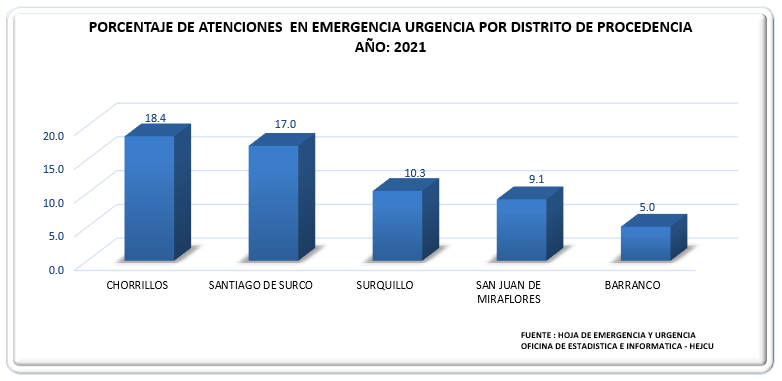 PORCENTAJE DE ATENCIONES  EN EMERGENCIA URGENCIA POR DISTRITO DE PROCEDENCIA
AÑO: 2021
18.4
17.0
10.3
9.1
5.0
20.0
15.0
10.0
5.0
0.0
CHORRILLOS
SANTIAGO DE SURCO
SURQUILLO
SAN JUAN DE
MIRAFLORES
BARRANCO
FUENTE : HOJA DE EMERGENCIA Y URGENCIA
OFICINA DE ESTADISTICA E INFORMATICA - HEJCU